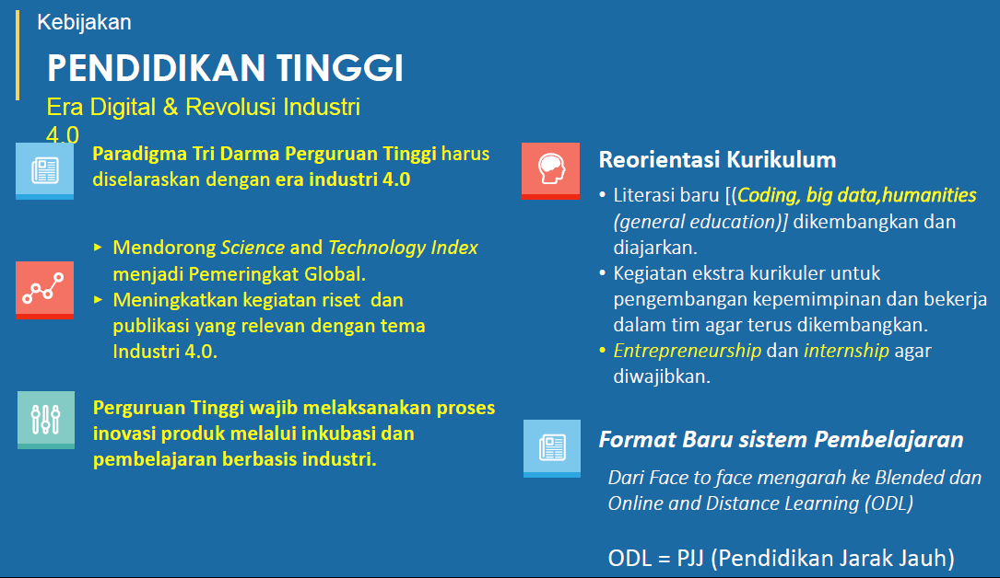 Kebijakan
PENDIDIKAN TINGGI
Era Digital & Revolusi Industri
4.0
Paradigma Tri Darma Perguruan Tinggi harus
diselaraskan dengan era industri 4.0
▸ Mendorong Science and Technology Index
menjadi Pemeringkat Global.
▸ Meningkatkan kegiatan riset dan
publikasi yang relevan dengan tema
Industri 4.0.
Perguruan Tinggi wajib melaksanakan proses
inovasi produk melalui inkubasi dan
pembelajaran berbasis industri.
Reorientasi Kurikulum
• Literasi baru [(Coding, big data,humanities
(general education)] dikembangkan dan
diajarkan.
• Kegiatan ekstra kurikuler untuk
pengembangan kepemimpinan dan bekerja
dalam tim agar terus dikembangkan.
• Entrepreneurship dan internship agar
diwajibkan.
Format Baru sistem Pembelajaran
Dari Face to face mengarah ke Blended dan
Online and Distance Learning (ODL)
ODL = PJJ (Pendidikan Jarak Jauh)